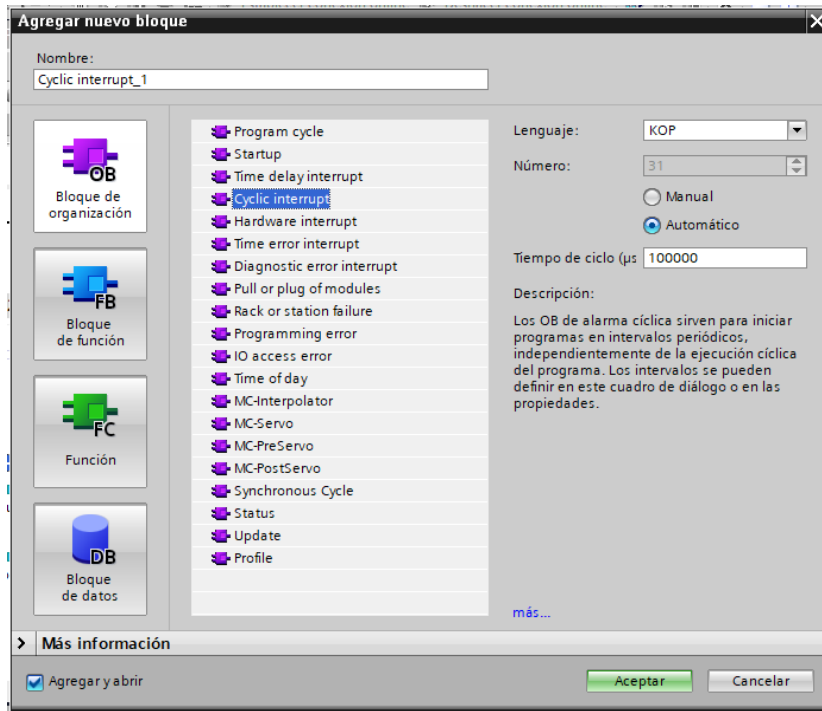 Agregar nuevo bloque
Nombre:
Cyclic interrupt_1
OB
Bloque de
organización
FB
Bloque
de función
FC
Función
DB
Bloque
de datos
Program cycle
Startup
Time delay interrupt
Cyclic interrupt
Hardware interrupt
Time error interrupt
Diagnostic error interrupt
Pull or plug of modules
Rack or station failure
Programming error
IO access error
Time of day
MC-Interpolator
MC-Servo
MC-PreServo
MC-PostServo
Synchronous Cycle
Status
Update
Profile
Lenguaje: KOP
Número: 31
Manual
Automático
Tiempo de ciclo (µs 100000
Descripción:
Los OB de alarma cíclica sirven para iniciar
programas en intervalos periódicos,
independientemente de la ejecución cíclica
del programa. Los intervalos se pueden
definir en este cuadro de diálogo o en las
propiedades.
más...
Más información
Agregar y abrir
Aceptar
Cancelar